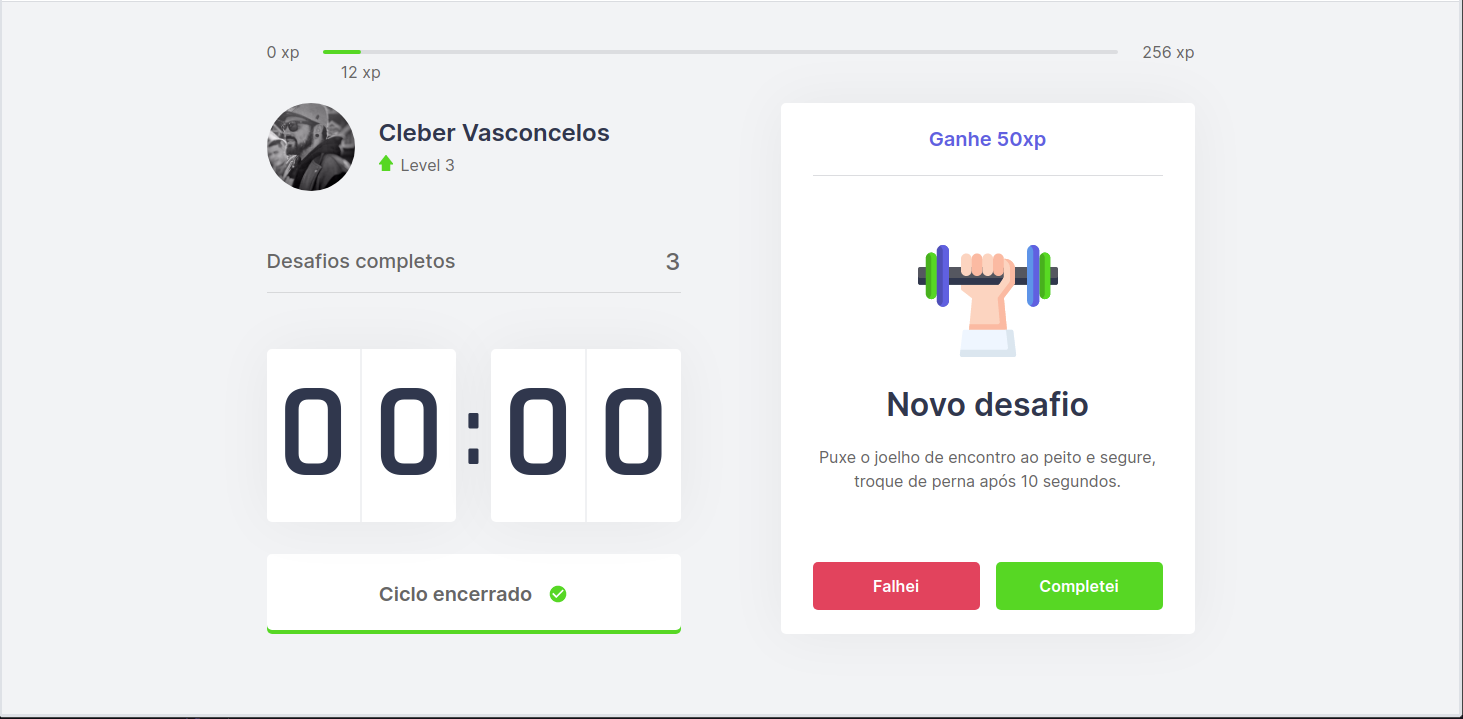 0 xp
256 xp
12 xp
Cleber Vasconcelos
Level 3
Desafios completos 3
00:00
Ciclo encerrado
Ganhe 50xp
Novo desafio
Puxe o joelho de encontro ao peito e segure,
troque de perna após 10 segundos.
Falhei
Completei